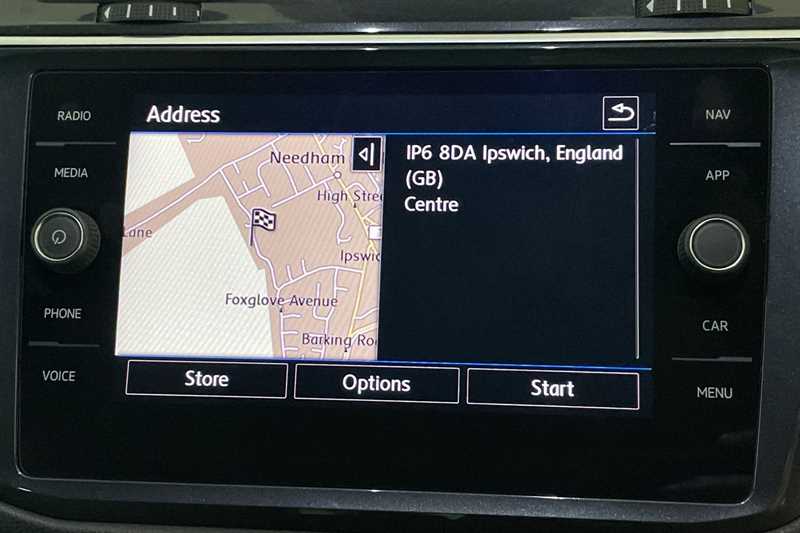 RADIO
MEDIA
PHONE
VOICE
Address
Needham
High Stree
Lane
Ipswic
Foxglove Avenue
Barking Ro
IP6 8DA Ipswich, England
(GB)
Centre
Store
Options
Start
NAV
APP
CAR
MENU